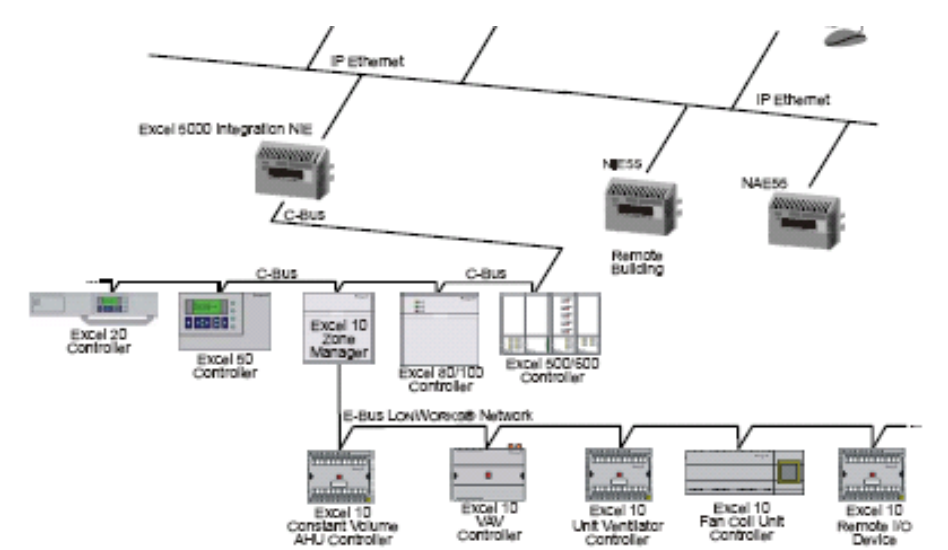 IP Ethernet
IP Ethernet
Excel 5000 Integration NIE
NIE55
NAE55
C-Bus
Remote
Building
C-Bus
C-Bus
Excel 20
Controller
Excel 50
Controller
Excel 10
Zone
Manager
Excel 80/100
Controller
Excel 500/600
Controller
E-Bus LONWORKS® Network
Excel 10
Constant Volume
AHU Controller
Excel 10
VAV
Controller
Excel 10
Unit Ventilator
Controller
Excel 10
Fan Coil Unit
Controller
Excel 10
Remote I/O
Device